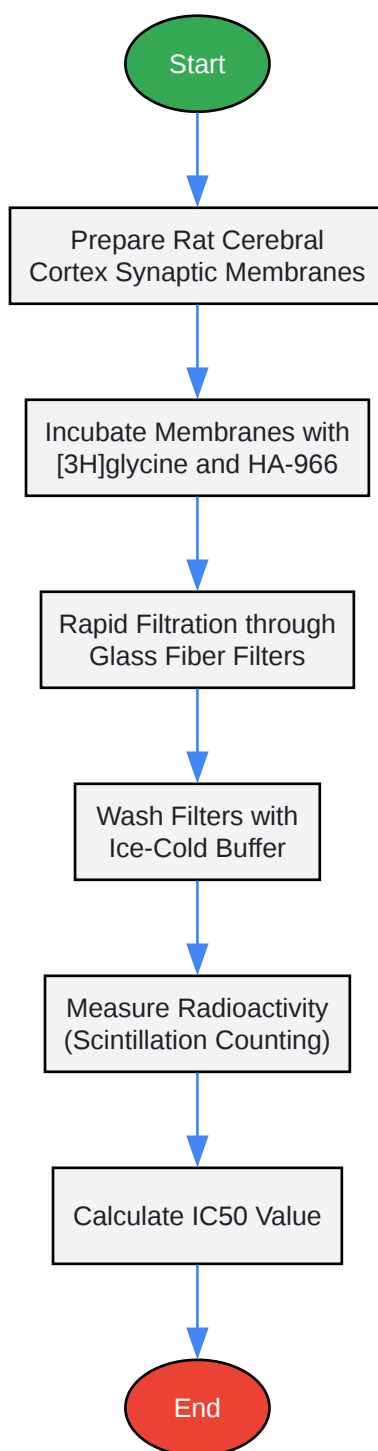 Start
Prepare Rat Cerebral
Cortex Synaptic Membranes
Incubate Membranes with
[3H]glycine and HA-966
Rapid Filtration through
Glass Fiber Filters
Wash Filters with
Ice-Cold Buffer
Measure Radioactivity
(Scintillation Counting)
Calculate IC50 Value
End